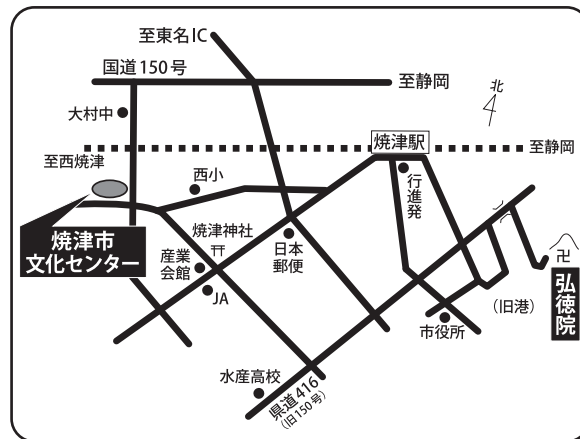 至東名IC
国道150号
至静岡
北
大村中
焼津駅
至静岡
至西焼津
西小
行進発
焼津市
文化センター
焼津神社
産業
会館
日本
郵便
JA
卍
弘徳院
(旧港)
市役所
水産高校
県道416
(旧150号)